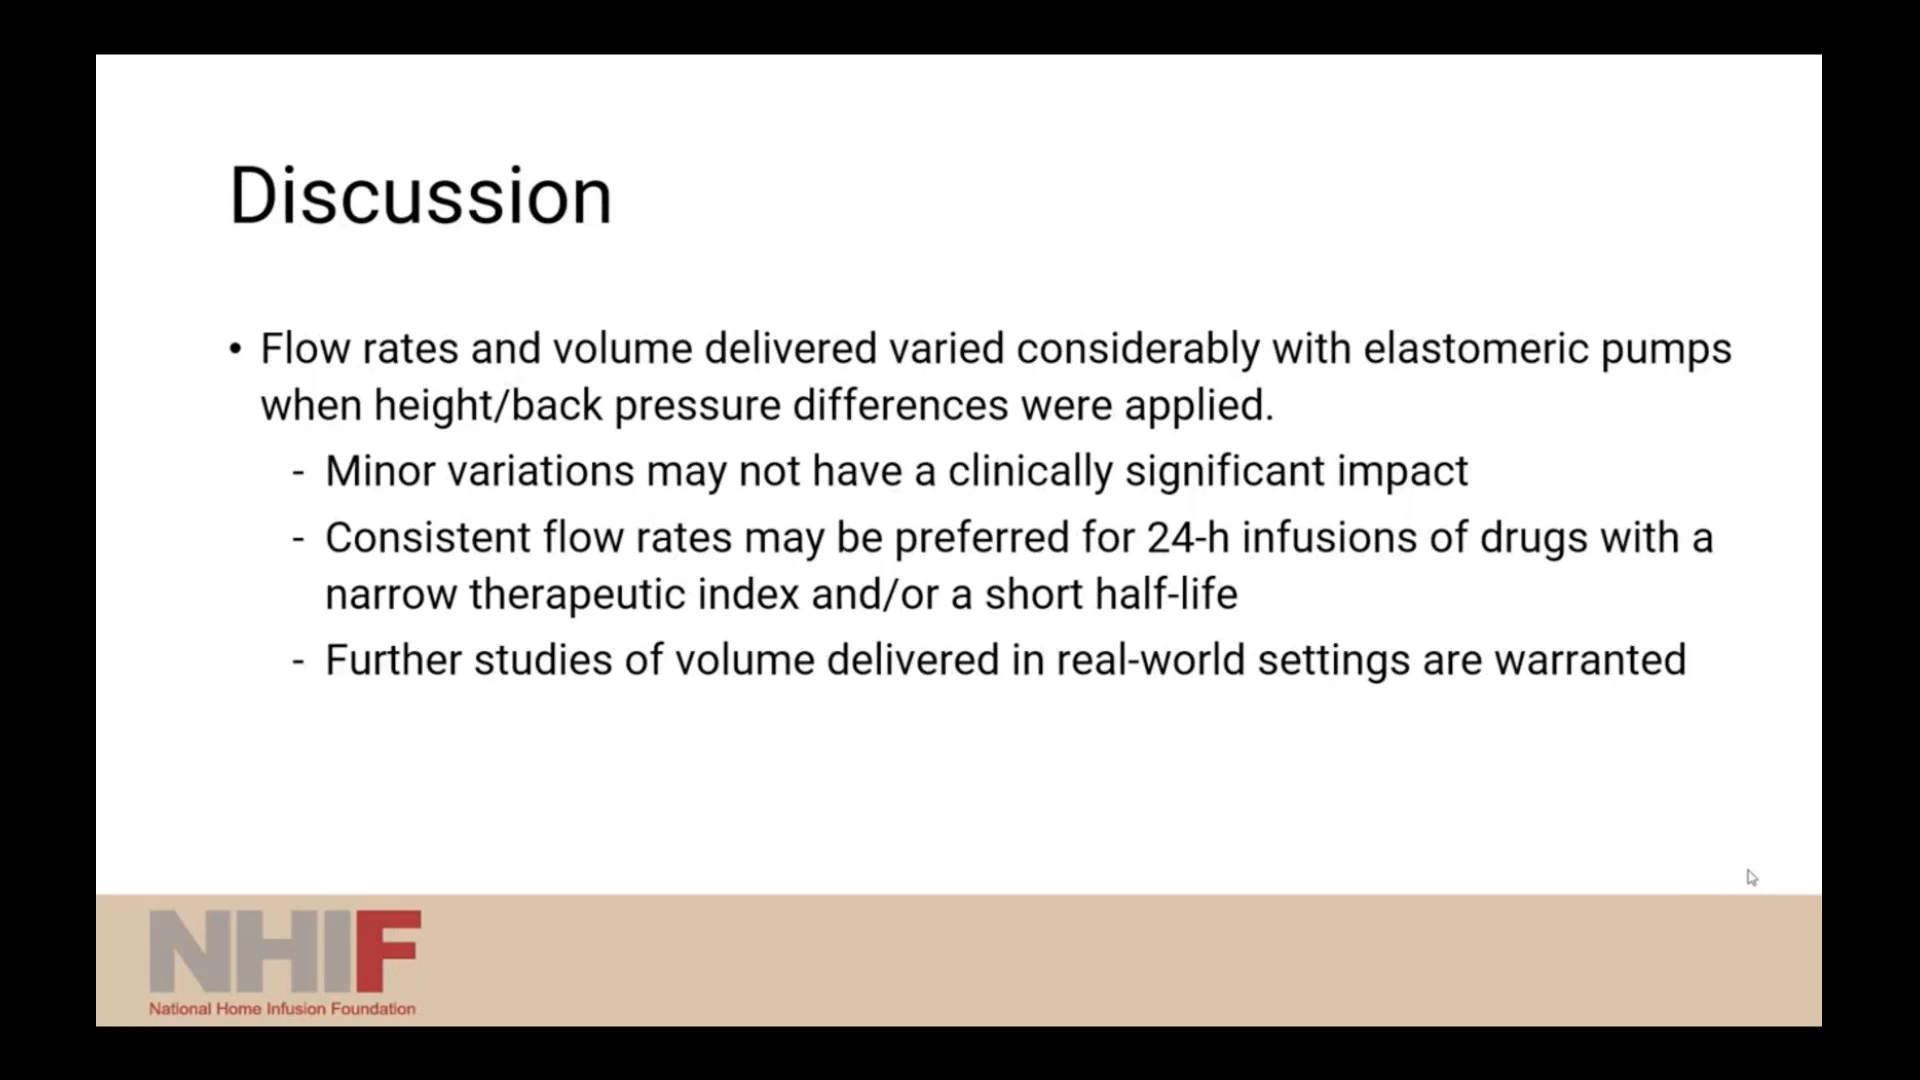 Discussion
• Flow rates and volume delivered varied considerably with elastomeric pumps
when height/back pressure differences were applied.
- Minor variations may not have a clinically significant impact
- Consistent flow rates may be preferred for 24-h infusions of drugs with a
narrow therapeutic index and/or a short half-life
- Further studies of volume delivered in real-world settings are warranted
NHIF
National Home Infusion Foundation